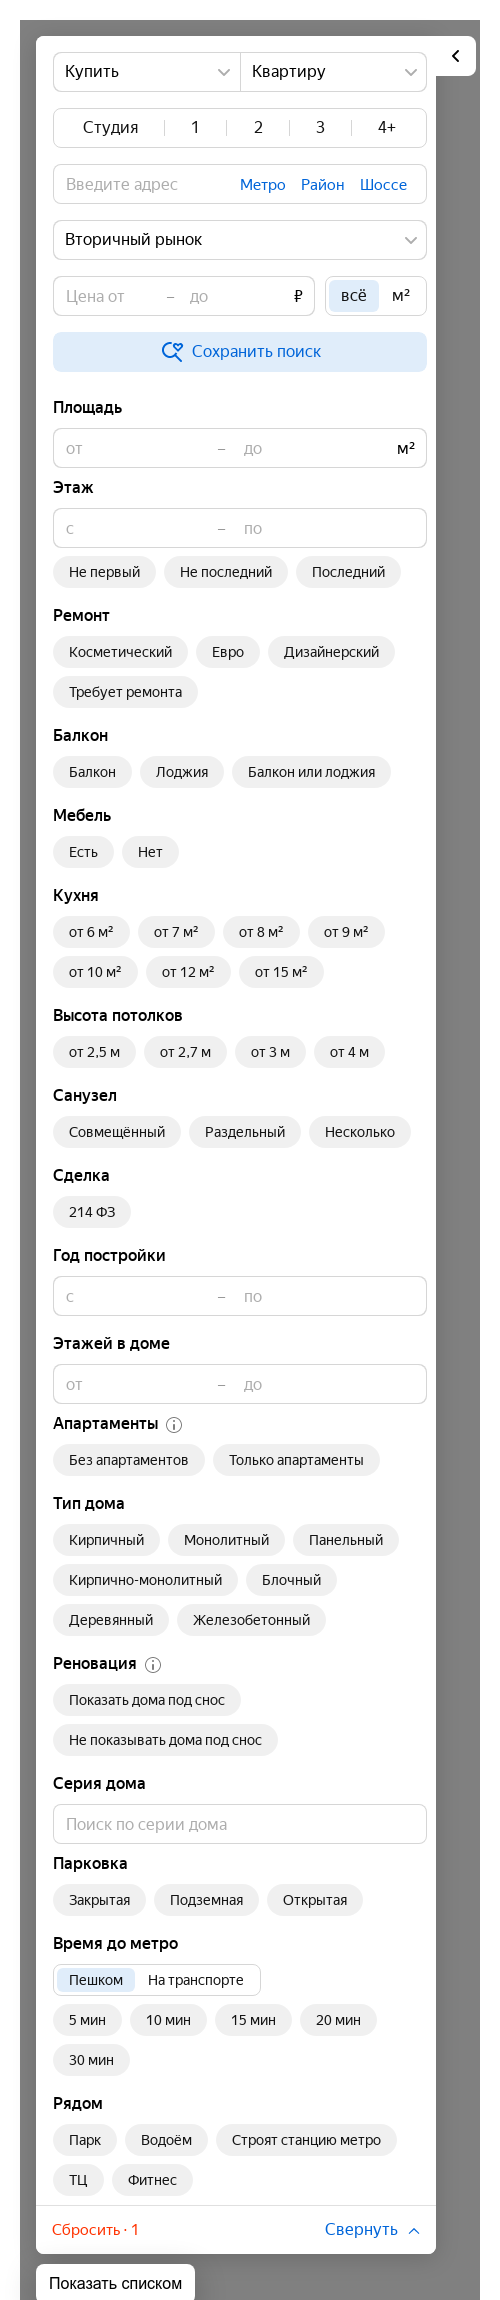 Купить Квартиру
Студия 1 2 3 4+
Введите адрес Метро Район Шоссе
Вторичный рынок
Цена от – до ₽ всё м²
Сохранить поиск
Площадь
от – до м²
Этаж
с – по
Не первый Не последний Последний
Ремонт
Косметический Евро Дизайнерский
Требует ремонта
Балкон
Балкон Лоджия Балкон или лоджия
Мебель
Есть Нет
Кухня
от 6 м² от 7 м² от 8 м² от 9 м²
от 10 м² от 12 м² от 15 м²
Высота потолков
от 2,5 м от 2,7 м от 3 м от 4 м
Санузел
Совмещённый Раздельный Несколько
Сделка
214 ФЗ
Год постройки
с – по
Этажей в доме
от – до
Апартаменты
Без апартаментов Только апартаменты
Тип дома
Кирпичный Монолитный Панельный
Кирпично-монолитный Блочный
Деревянный Железобетонный
Реновация
Показать дома под снос
Не показывать дома под снос
Серия дома
Поиск по серии дома
Парковка
Закрытая Подземная Открытая
Время до метро
Пешком На транспорте
5 мин 10 мин 15 мин 20 мин
30 мин
Рядом
Парк Водоём Строят станцию метро
ТЦ Фитнес
Сбросить · 1 Свернуть
Показать списком